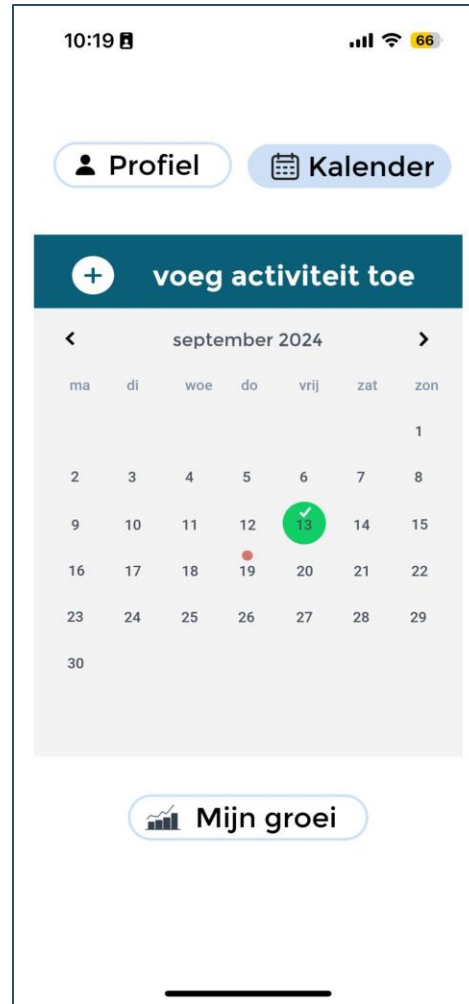 10:19 66
Profiel Kalender
+ voeg activiteit toe
< september 2024 >
ma di woe do vrij zat zon
1
2 3 4 5 6 7 8
9 10 11 12 13 14 15
16 17 18 19 20 21 22
23 24 25 26 27 28 29
30
Mijn groei